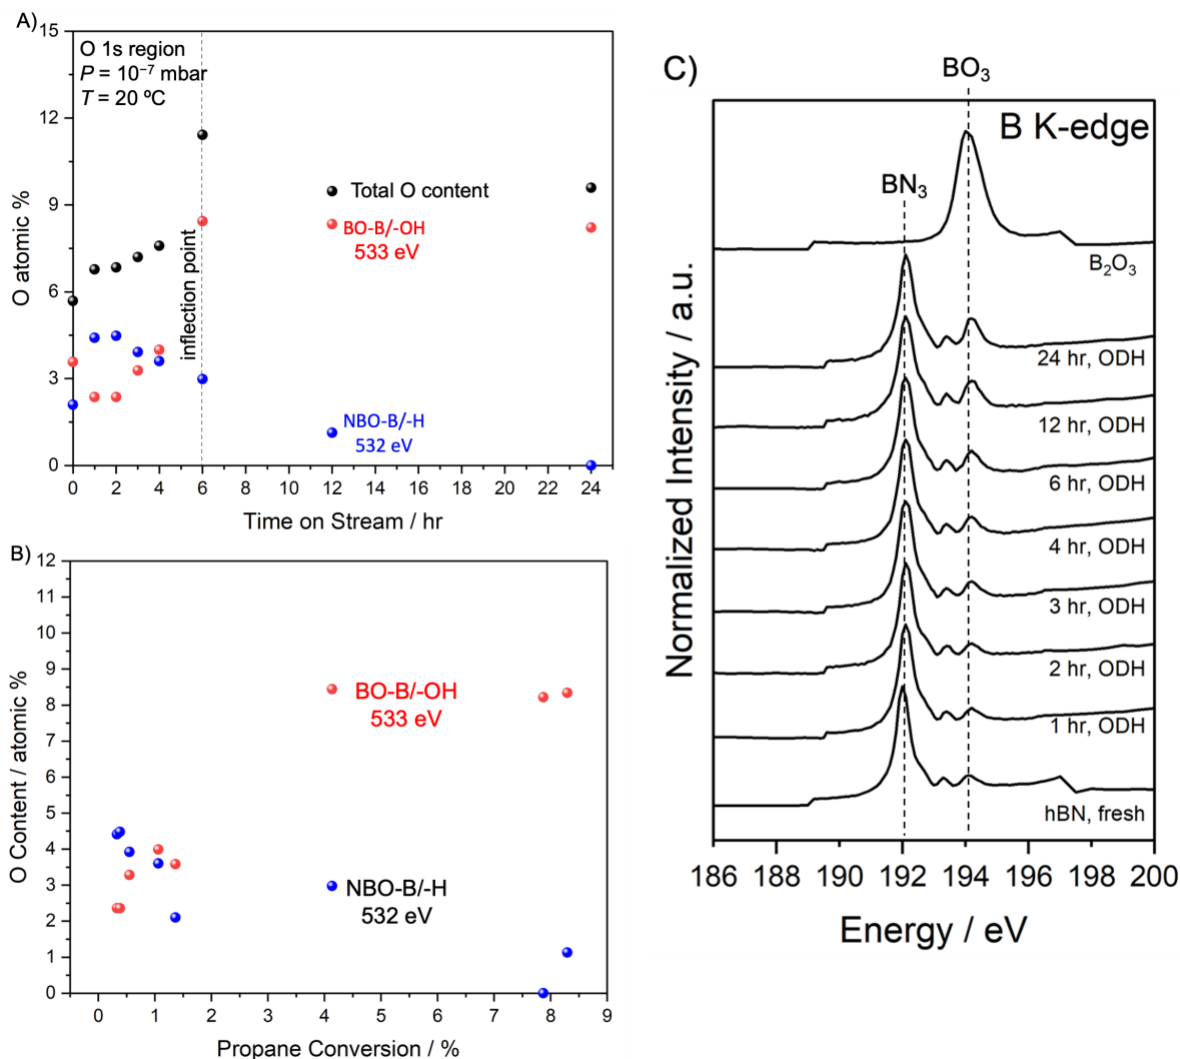 A)
O 1s region
P = 10⁻⁷ mbar
T = 20 ºC
inflection point
Total O content
BO-B/-OH
533 eV
NBO-B/-H
532 eV
O atomic %
15
12
9
6
3
0
0 2 4 6 8 10 12 14 16 18 20 22 24
Time on Stream / hr
B)
O Content / atomic %
12
11
10
9
8
7
6
5
4
3
2
1
0
BO-B/-OH
533 eV
NBO-B/-H
532 eV
0 1 2 3 4 5 6 7 8 9
Propane Conversion / %
C)
BO₃
B K-edge
BN₃
B₂O₃
24 hr, ODH
12 hr, ODH
6 hr, ODH
4 hr, ODH
3 hr, ODH
2 hr, ODH
1 hr, ODH
hBN, fresh
Normalized Intensity / a.u.
186 188 190 192 194 196 198 200
Energy / eV